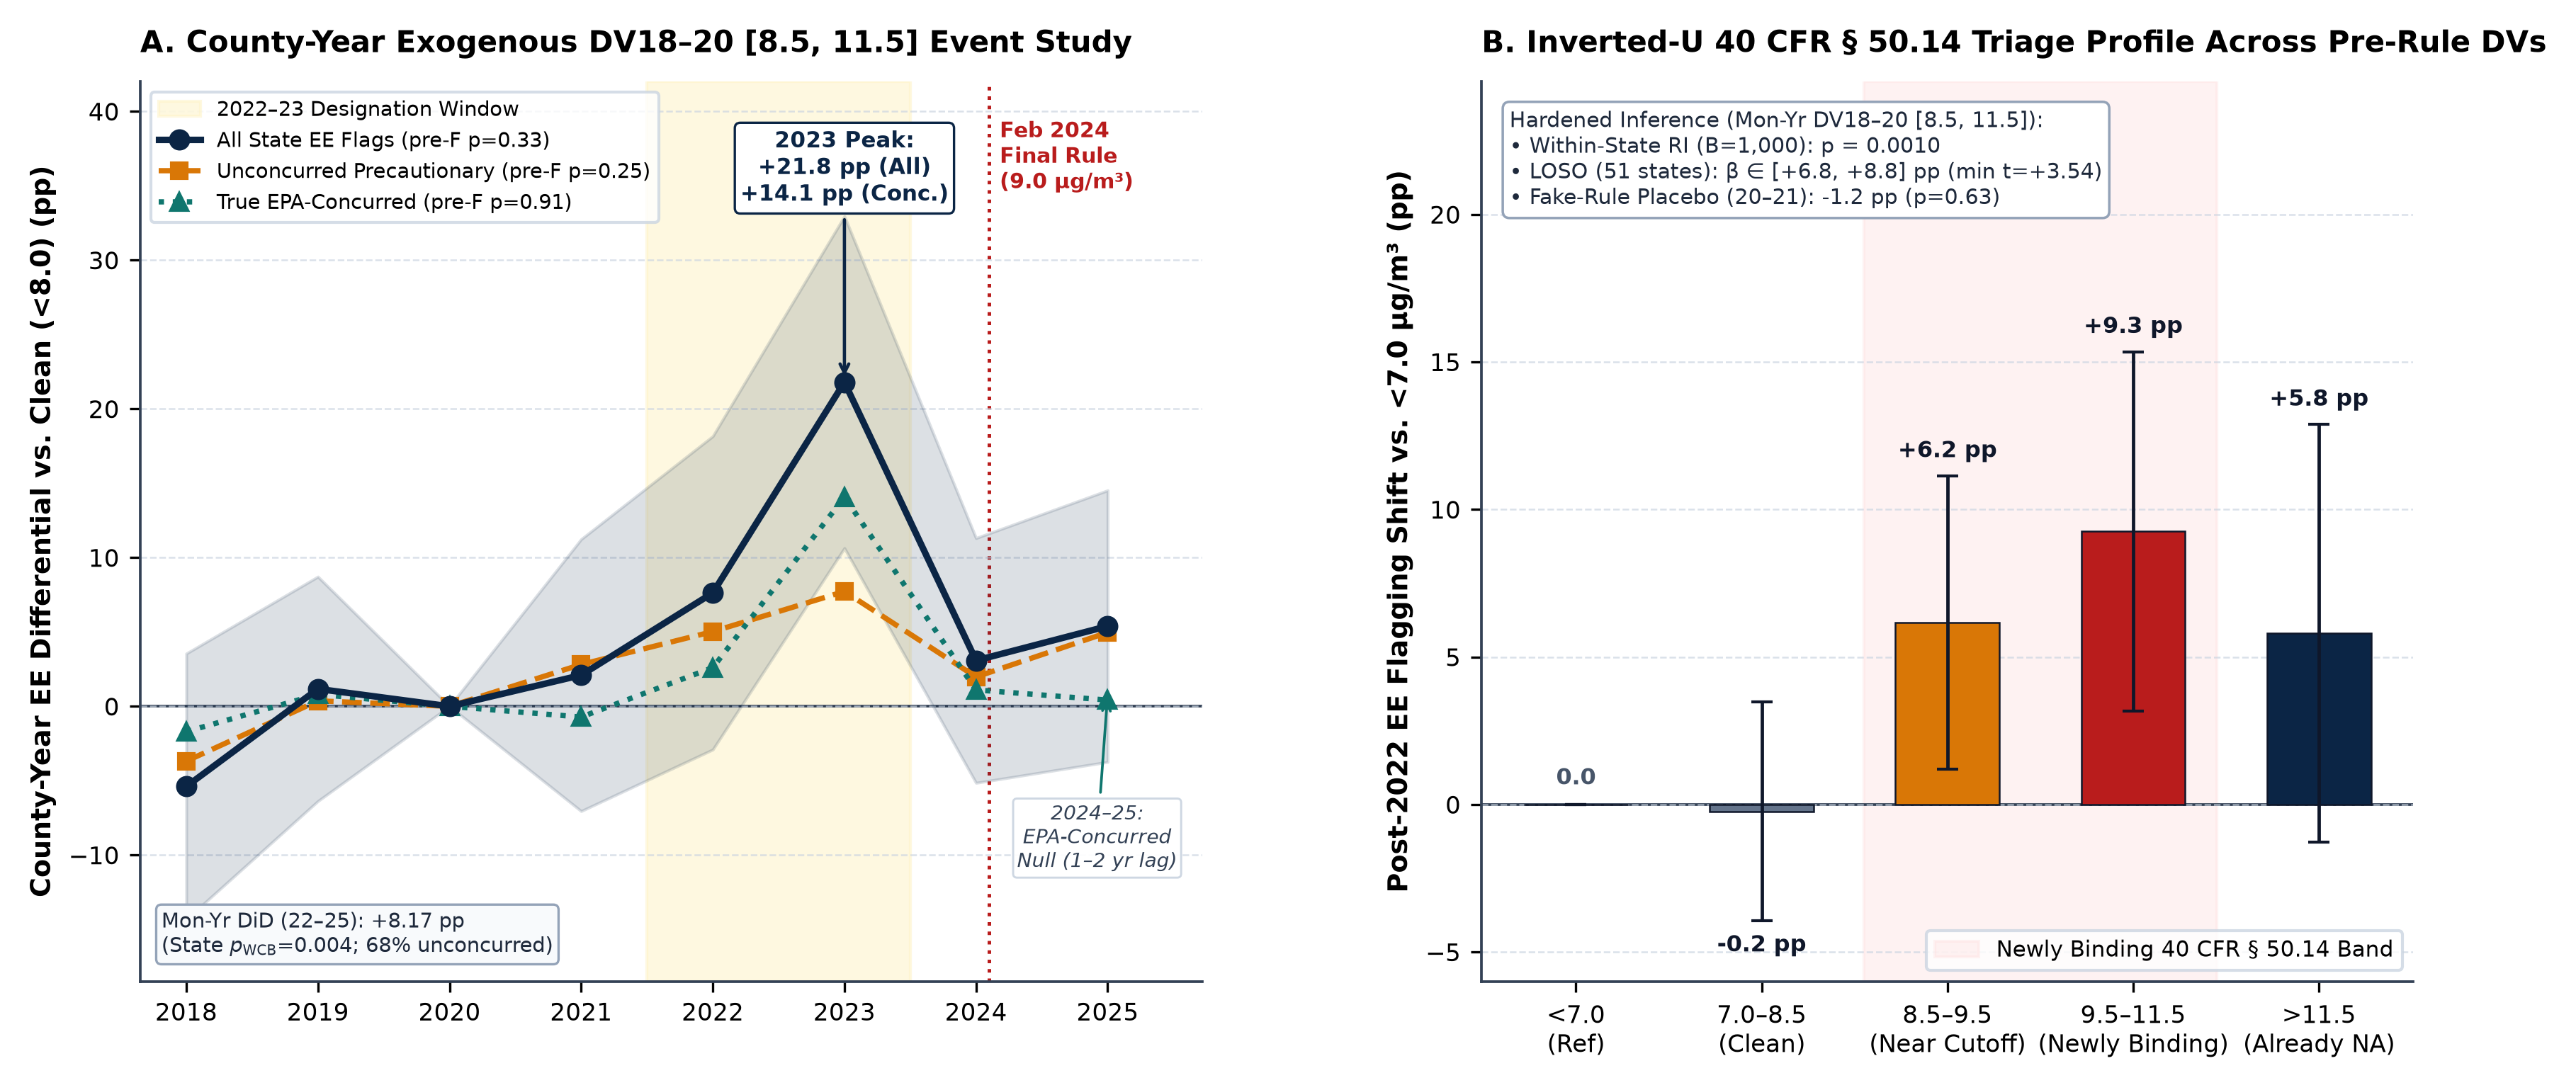 A. County-Year Exogenous DV18–20 [8.5, 11.5] Event Study
County-Year EE Differential vs. Clean (<8.0) (pp)
40
30
20
10
0
−10
2022–23 Designation Window
All State EE Flags (pre-F p=0.33)
Unconcurred Precautionary (pre-F p=0.25)
True EPA-Concurred (pre-F p=0.91)
2023 Peak:
+21.8 pp (All)
+14.1 pp (Conc.)
Feb 2024
Final Rule
(9.0 µg/m³)
2024–25:
EPA-Concurred
Null (1–2 yr lag)
Mon-Yr DiD (22–25): +8.17 pp
(State pWCB=0.004; 68% unconcurred)
2018 2019 2020 2021 2022 2023 2024 2025
B. Inverted-U 40 CFR § 50.14 Triage Profile Across Pre-Rule DVs
Post-2022 EE Flagging Shift vs. <7.0 µg/m³ (pp)
20
15
10
5
0
−5
Hardened Inference (Mon-Yr DV18–20 [8.5, 11.5]):
• Within-State RI (B=1,000): p = 0.0010
• LOSO (51 states): β ∈ [+6.8, +8.8] pp (min t=+3.54)
• Fake-Rule Placebo (20–21): -1.2 pp (p=0.63)
0.0
-0.2 pp
+6.2 pp
+9.3 pp
+5.8 pp
Newly Binding 40 CFR § 50.14 Band
<7.0 7.0–8.5 8.5–9.5 9.5–11.5 >11.5
(Ref) (Clean) (Near Cutoff) (Newly Binding) (Already NA)